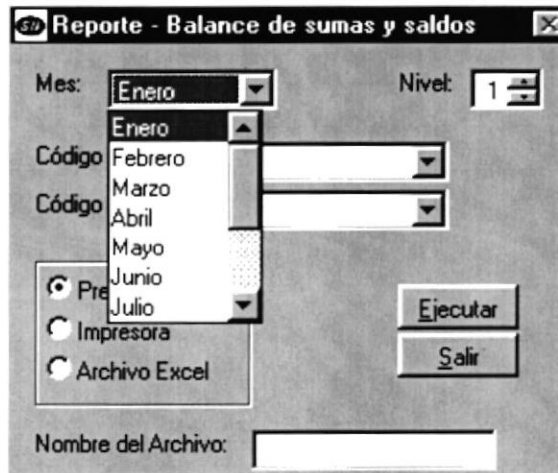 Reporte - Balance de sumas y saldos
Mes: Enero Nivel: 1
Enero
Febrero
Marzo
Abril
Mayo
Junio
Julio
Código
Código
Pre
Impresora
Archivo Excel
Ejecutar
Salir
Nombre del Archivo: